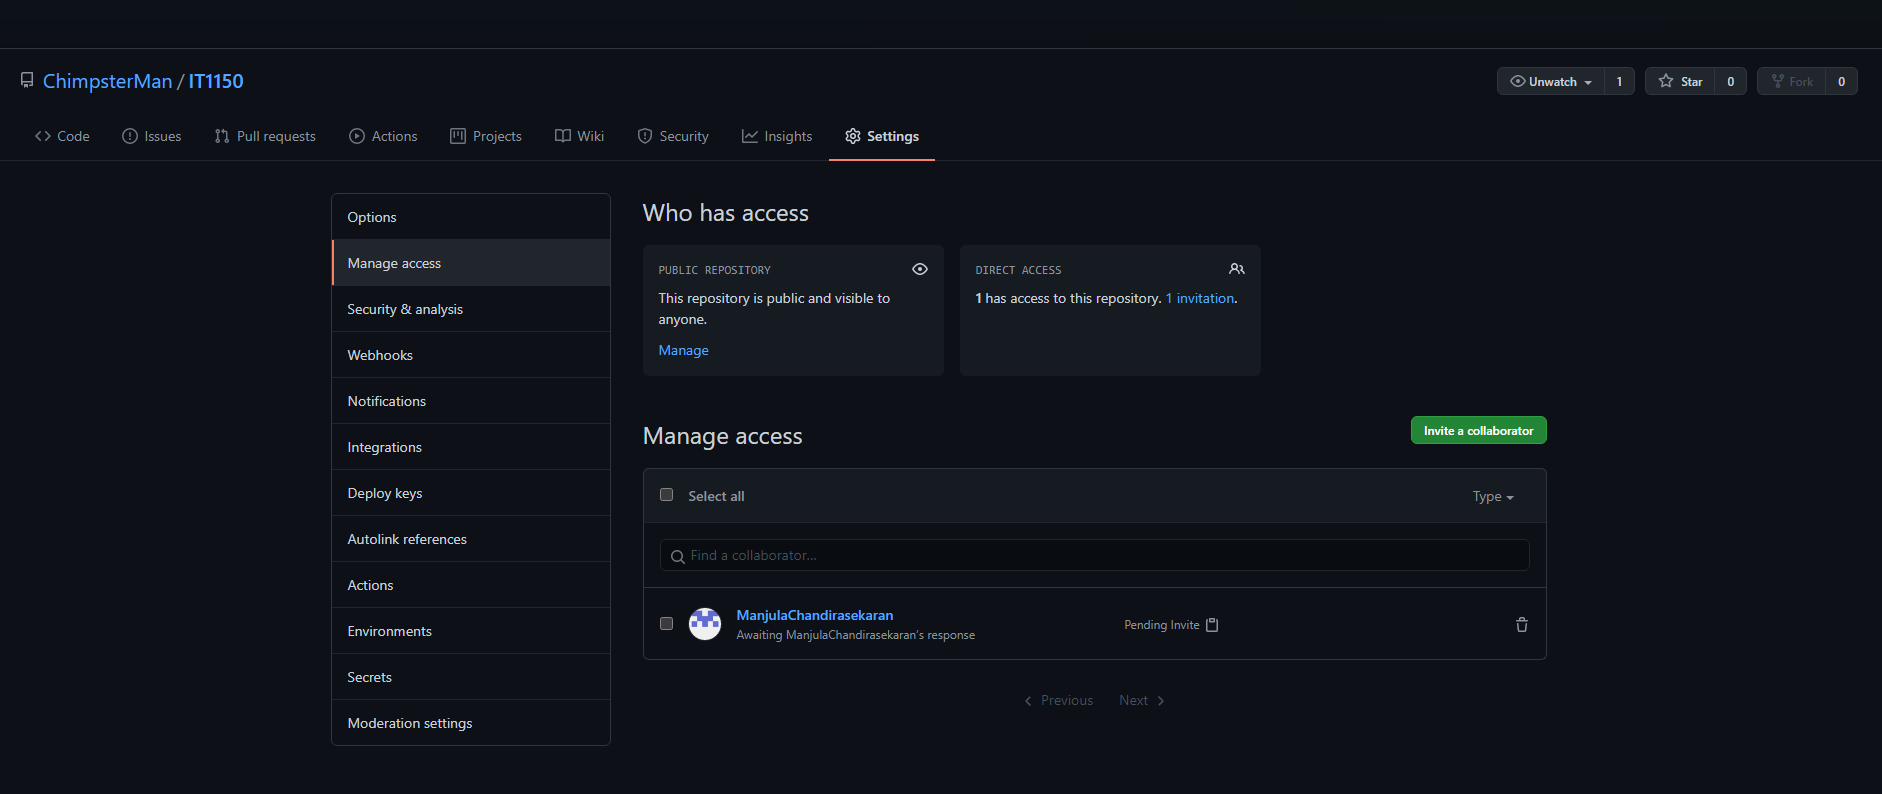 ChimpsterMan / IT1150
Unwatch 1 Star 0 Fork 0
Code Issues Pull requests Actions Projects Wiki Security Insights Settings
Options
Manage access
Security & analysis
Webhooks
Notifications
Integrations
Deploy keys
Autolink references
Actions
Environments
Secrets
Moderation settings
Who has access
PUBLIC REPOSITORY
This repository is public and visible to
anyone.
Manage
DIRECT ACCESS
1 has access to this repository. 1 invitation.
Manage access
Invite a collaborator
Select all
Type
Find a collaborator...
ManjulaChandirasekaran
Awaiting ManjulaChandirasekaran's response
Pending Invite
Previous Next